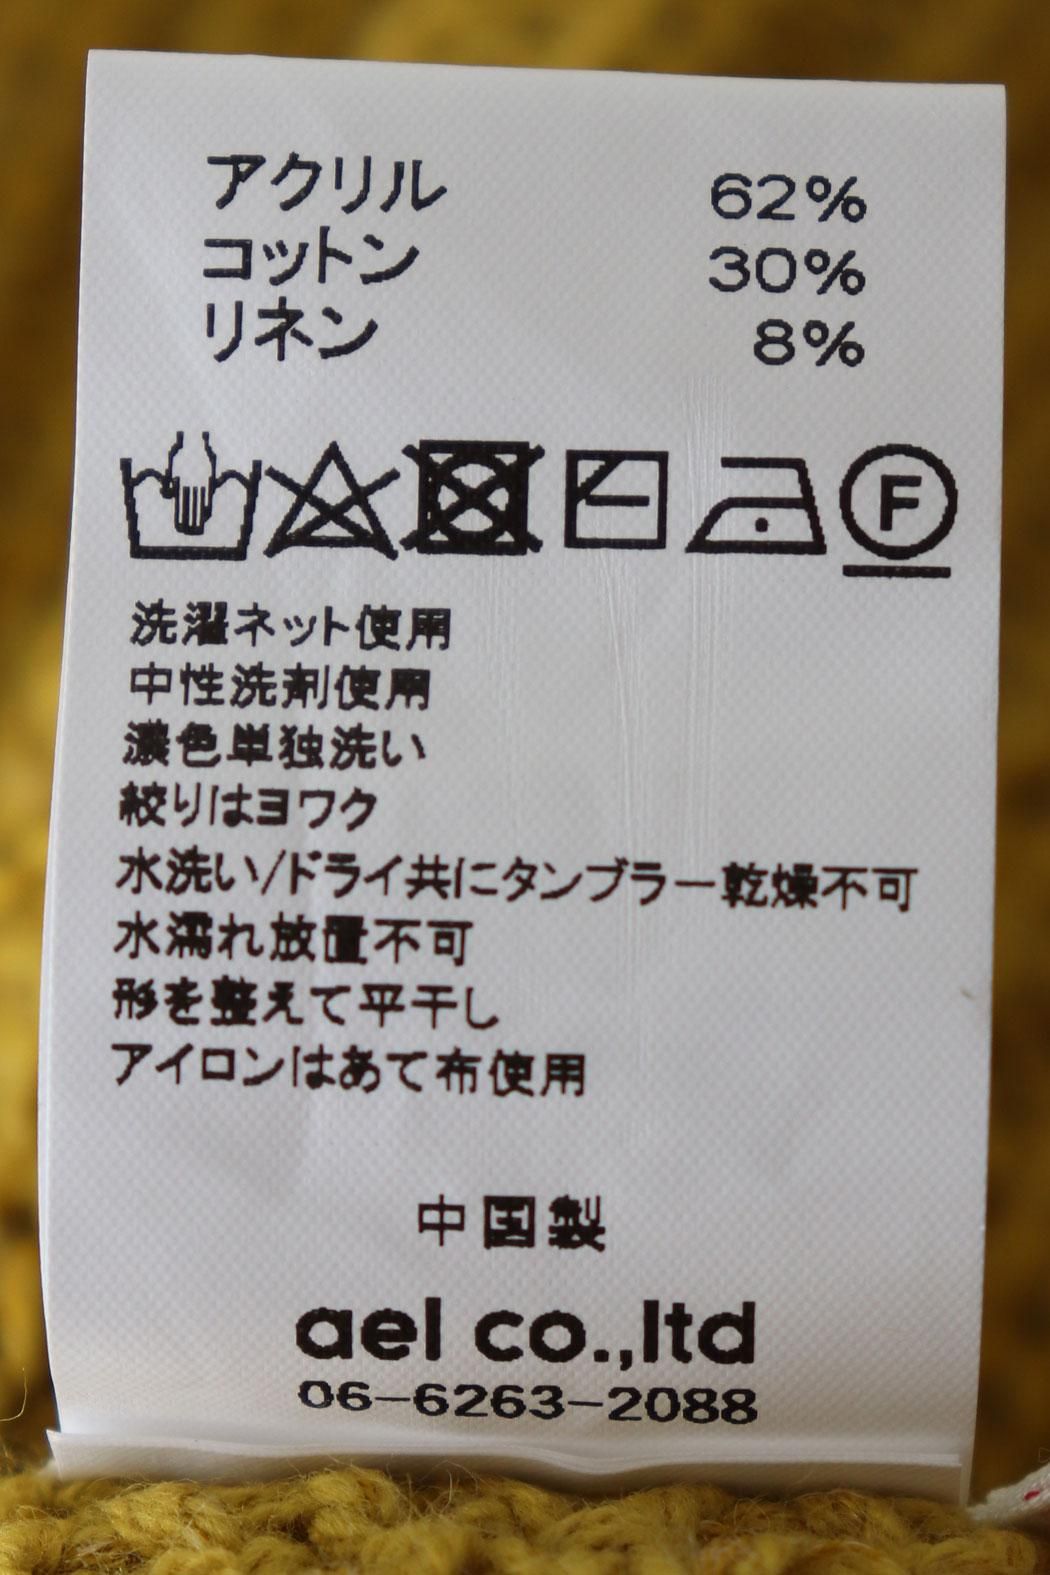 アクリル 62%
コットン 30%
リネン 8%
F
洗濯ネット使用
中性洗剤使用
濃色単独洗い
絞りはヨワク
水洗い/ドライ共にタンブラー乾燥不可
水濡れ放置不可
形を整えて平干し
アイロンはあて布使用
中国製
ael co.,ltd
06-6263-2088